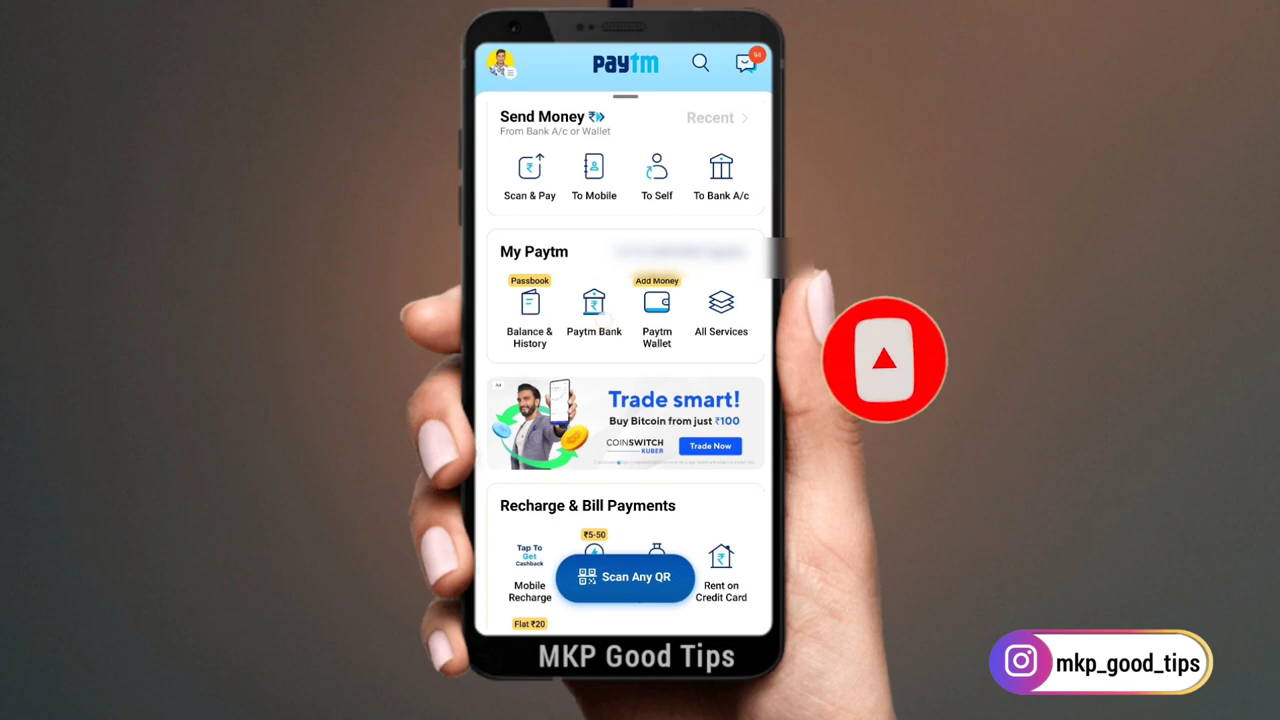 paytm
94
Send Money
From Bank A/c or Wallet
Recent
Scan & Pay
To Mobile
To Self
To Bank A/c
My Paytm
Passbook
Add Money
Balance & History
Paytm Bank
Paytm Wallet
All Services
Ad
Trade smart!
Buy Bitcoin from just ₹100
COINSWITCH
KUBER
Trade Now
Recharge & Bill Payments
₹5-50
Tap To
Get
Cashback
Mobile Recharge
Scan Any QR
Rent on Credit Card
Flat ₹20
MKP Good Tips
mkp_good_tips